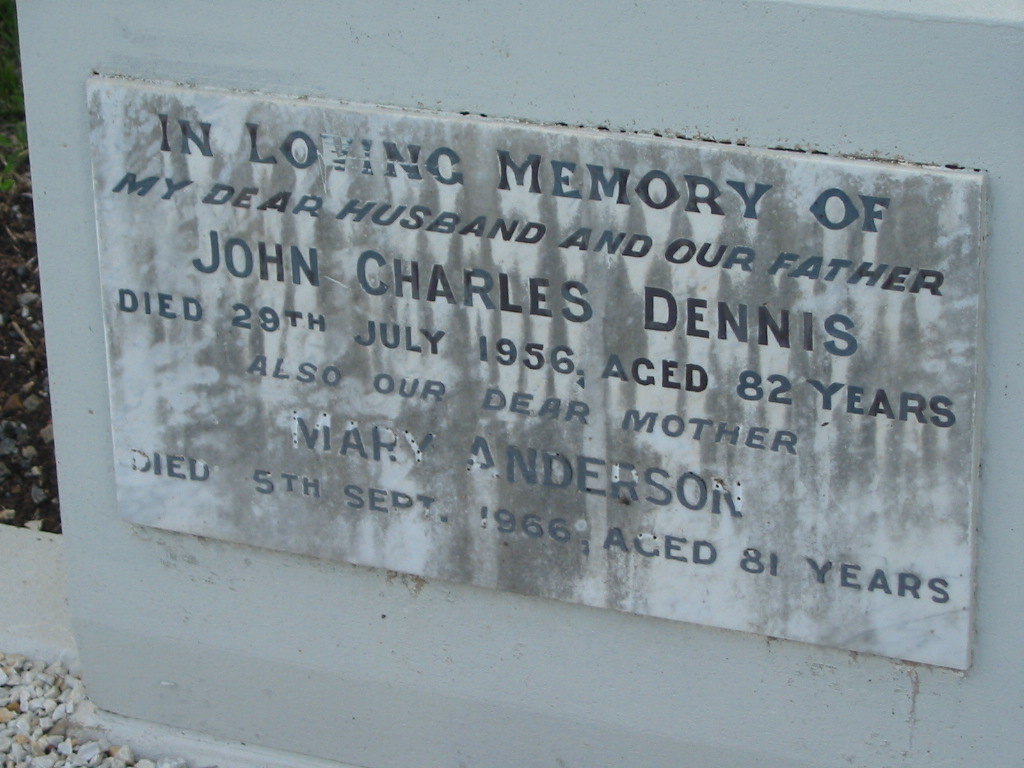 IN LOVING MEMORY OF
MY DEAR HUSBAND AND OUR FATHER
JOHN CHARLES DENNIS
DIED 29TH JULY 1956, AGED 82 YEARS
ALSO OUR DEAR MOTHER
MARY ANDERSON
DIED 5TH SEPT. 1966, AGED 81 YEARS